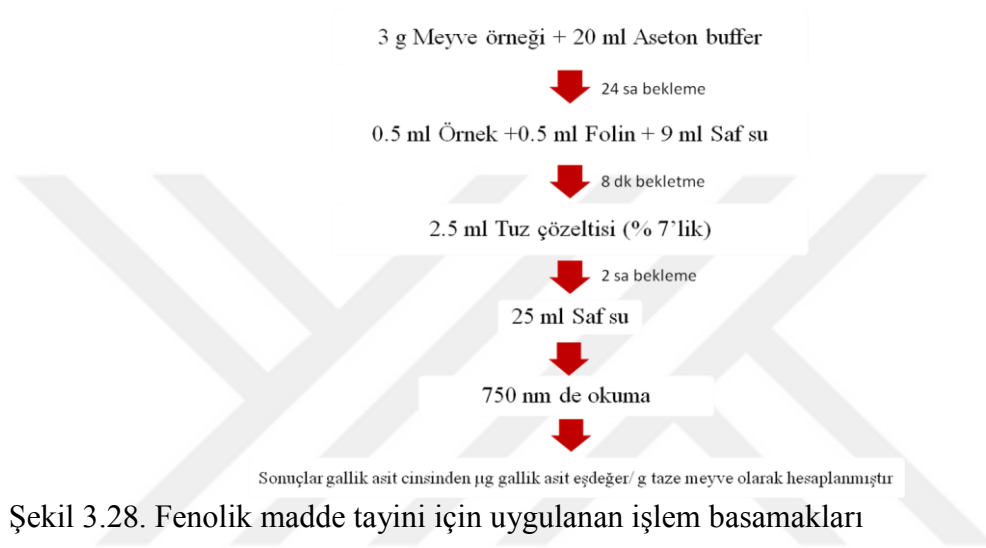 3 g Meyve örneği + 20 ml Aseton buffer
24 sa bekleme
0.5 ml Örnek +0.5 ml Folin + 9 ml Saf su
8 dk bekletme
2.5 ml Tuz çözeltisi (% 7’lik)
2 sa bekleme
25 ml Saf su
750 nm de okuma
Sonuçlar gallik asit cinsinden µg gallik asit eşdeğer/ g taze meyve olarak hesaplanmıştır
Şekil 3.28. Fenolik madde tayini için uygulanan işlem basamakları